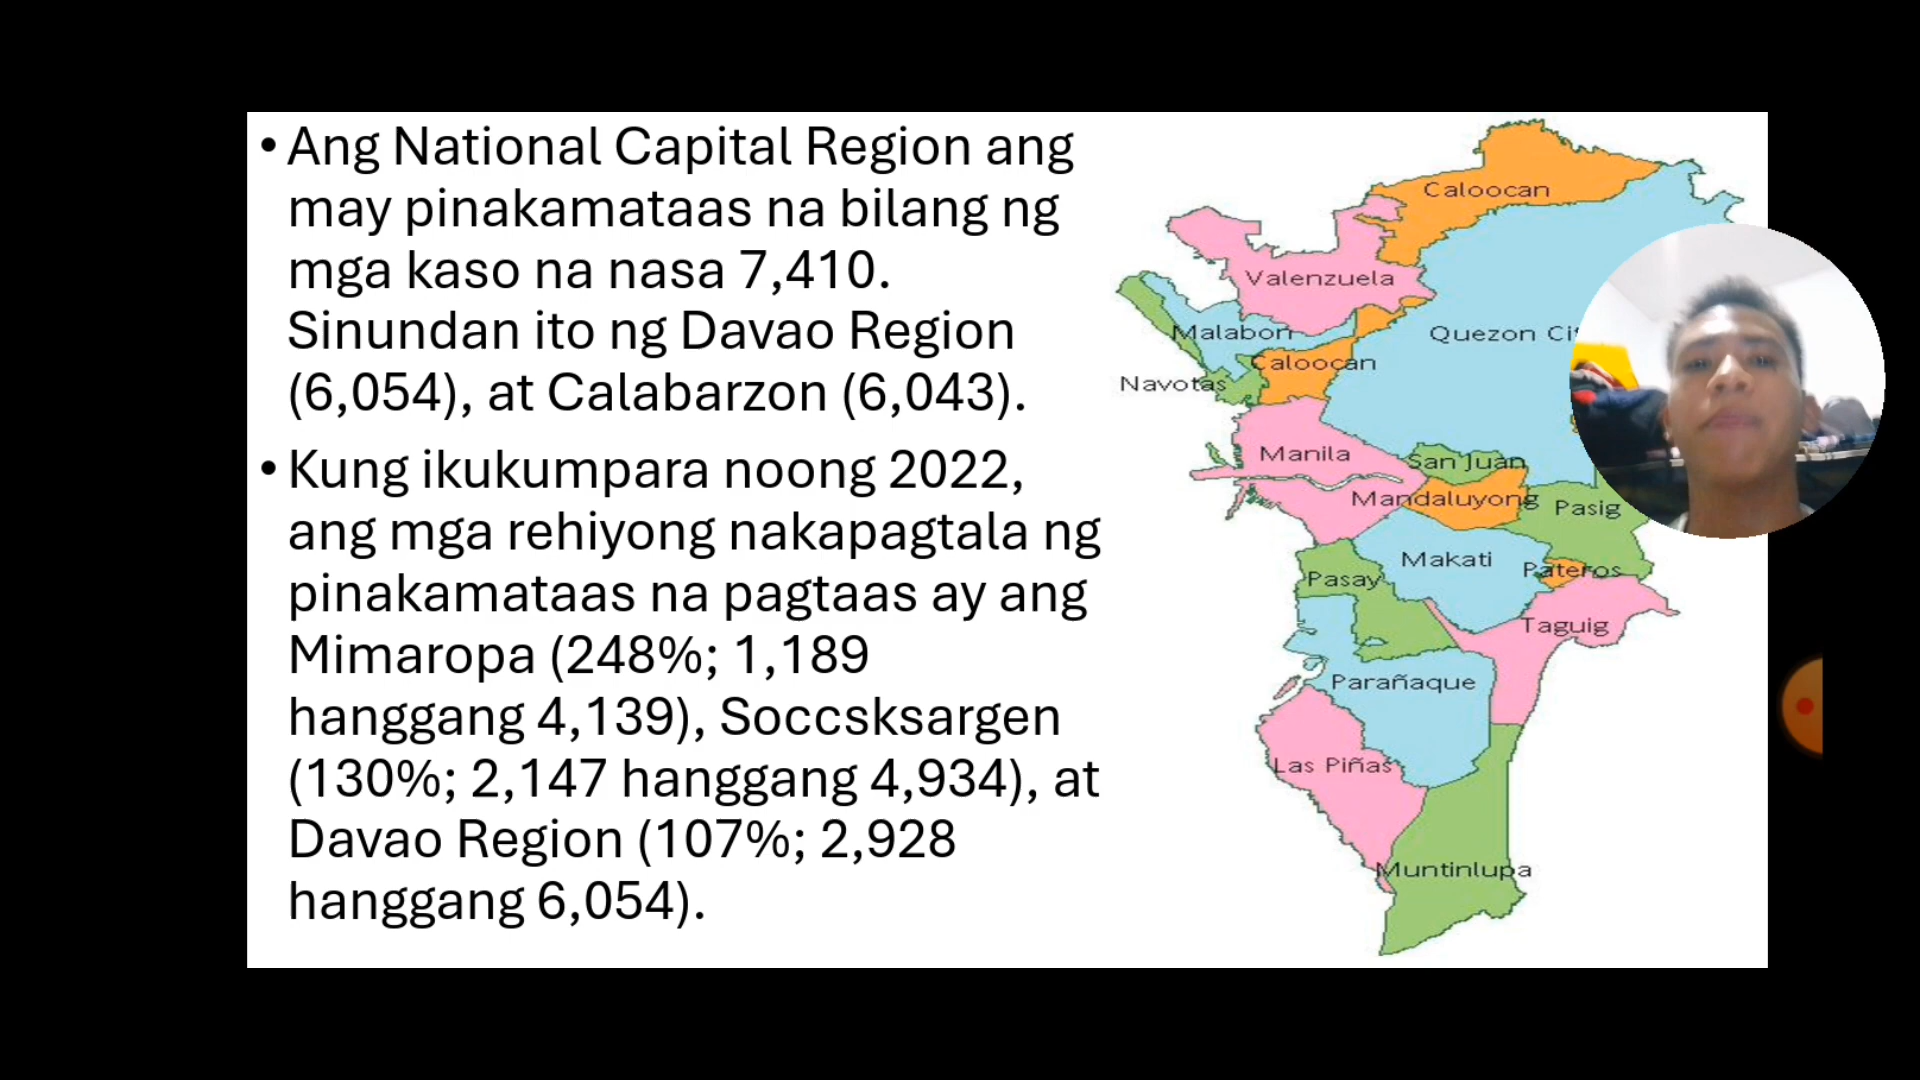 • Ang National Capital Region ang
may pinakamataas na bilang ng
mga kaso na nasa 7,410.
Sinundan ito ng Davao Region
(6,054), at Calabarzon (6,043).
• Kung ikukumpara noong 2022,
ang mga rehiyong nakapagtala ng
pinakamataas na pagtaas ay ang
Mimaropa (248%; 1,189
hanggang 4,139), Soccsksargen
(130%; 2,147 hanggang 4,934), at
Davao Region (107%; 2,928
hanggang 6,054).
Caloocan
Valenzuela
Malabon
Quezon Ci
Caloocan
Navotas
Manila
San Juan
Mandaluyong
Pasig
Makati
Pateros
Pasay
Taguig
Parañaque
Las Piñas
Muntinlupa